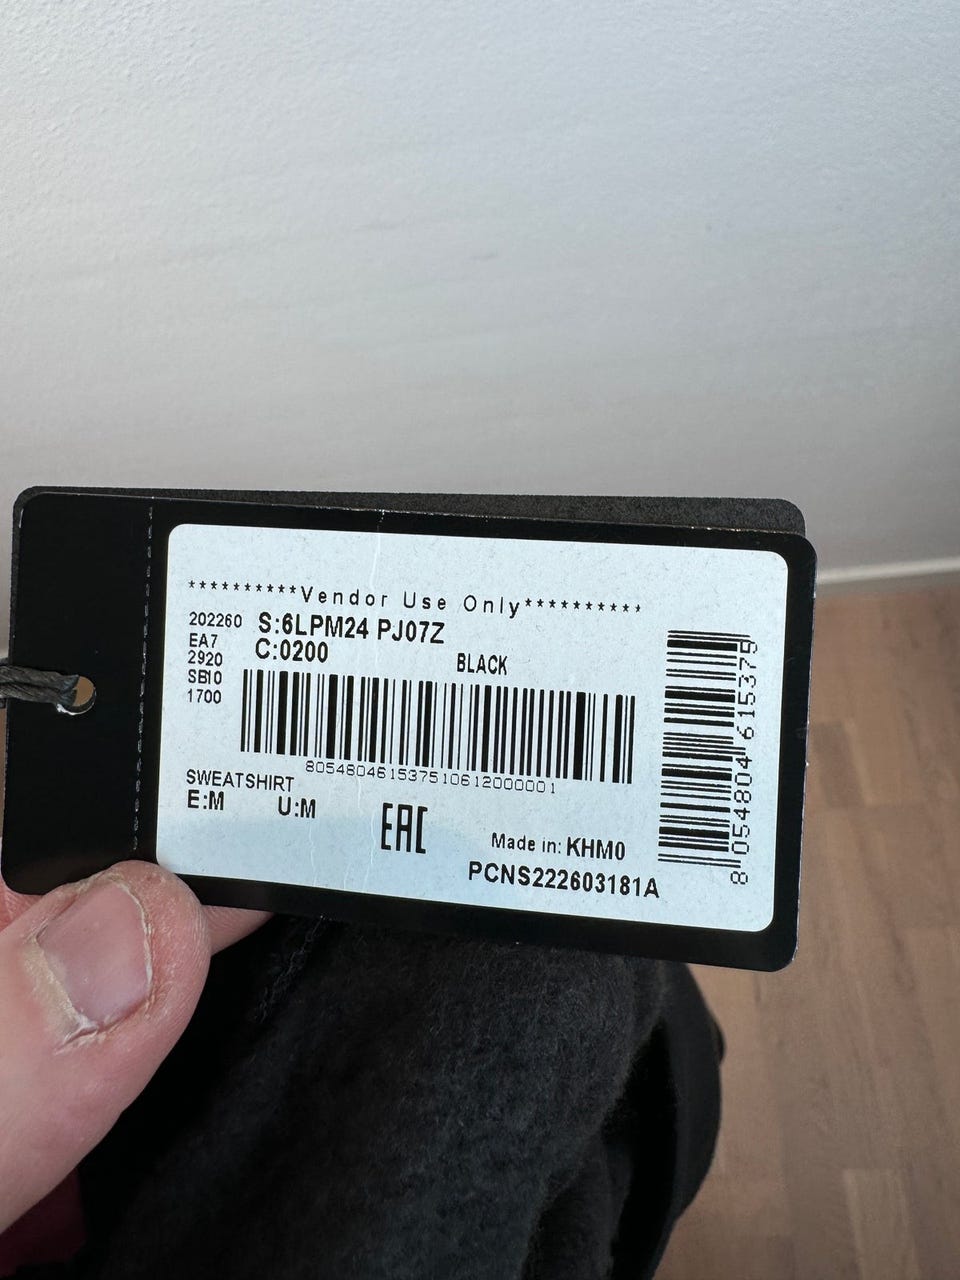 **********Vendor Use Only**********
202260
EA7
2920
SB10
1700
S:6LPM24 PJ07Z
C:0200 BLACK
805480461537510612000001
SWEATSHIRT
E:M U:M
EAC
Made in: KHM0
PCNS222603181A
8 054804 615375